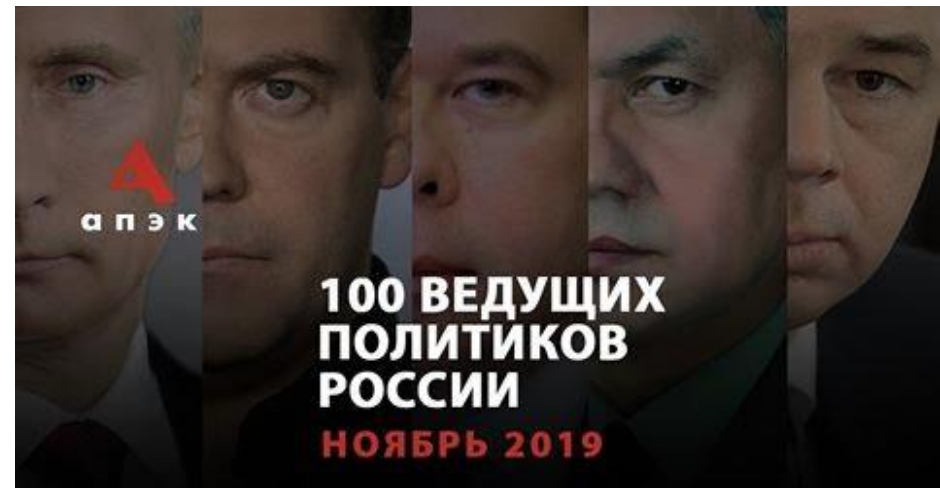 апэк
100 ВЕДУЩИХ
ПОЛИТИКОВ
РОССИИ
НОЯБРЬ 2019